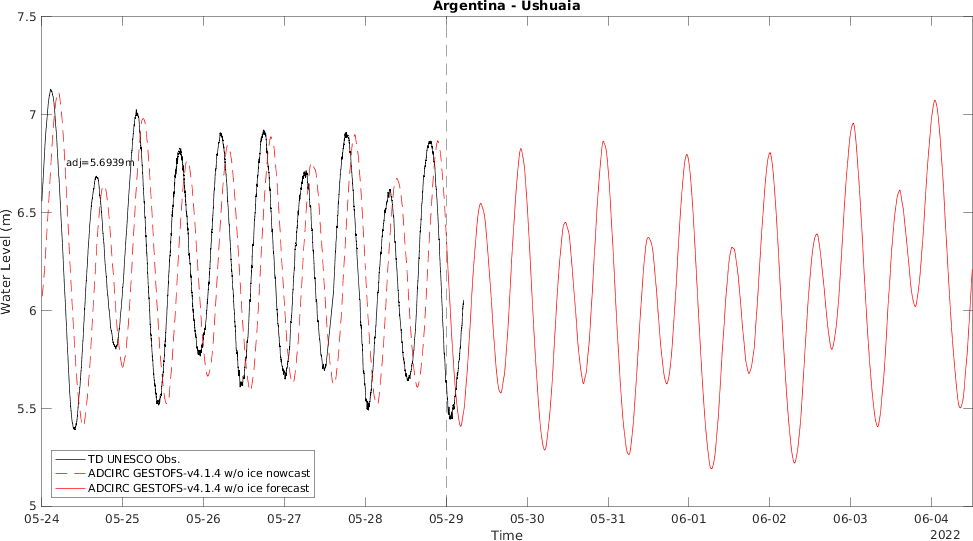 Argentina - Ushuaia
Water Level (m)
7.5
7
6.5
6
5.5
5
adj=5.6939m
TD UNESCO Obs.
ADCIRC GESTOFS-v4.1.4 w/o ice nowcast
ADCIRC GESTOFS-v4.1.4 w/o ice forecast
05-24 05-25 05-26 05-27 05-28 05-29 05-30 05-31 06-01 06-02 06-03 06-04
Time
2022